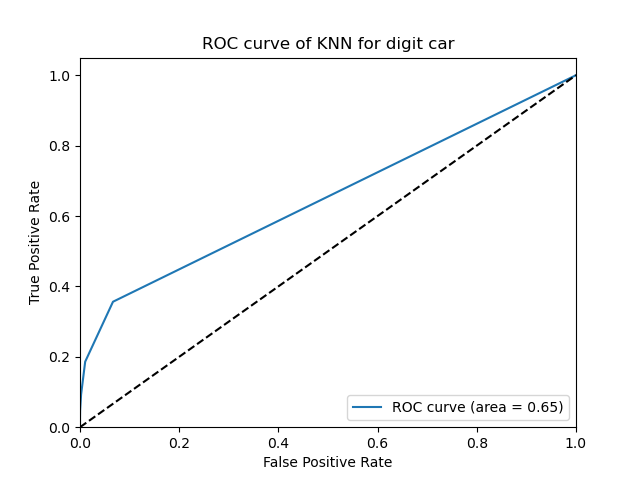 ROC curve of KNN for digit car
1.0
0.8
0.6
0.4
0.2
0.0
True Positive Rate
ROC curve (area = 0.65)
0.0 0.2 0.4 0.6 0.8 1.0
False Positive Rate